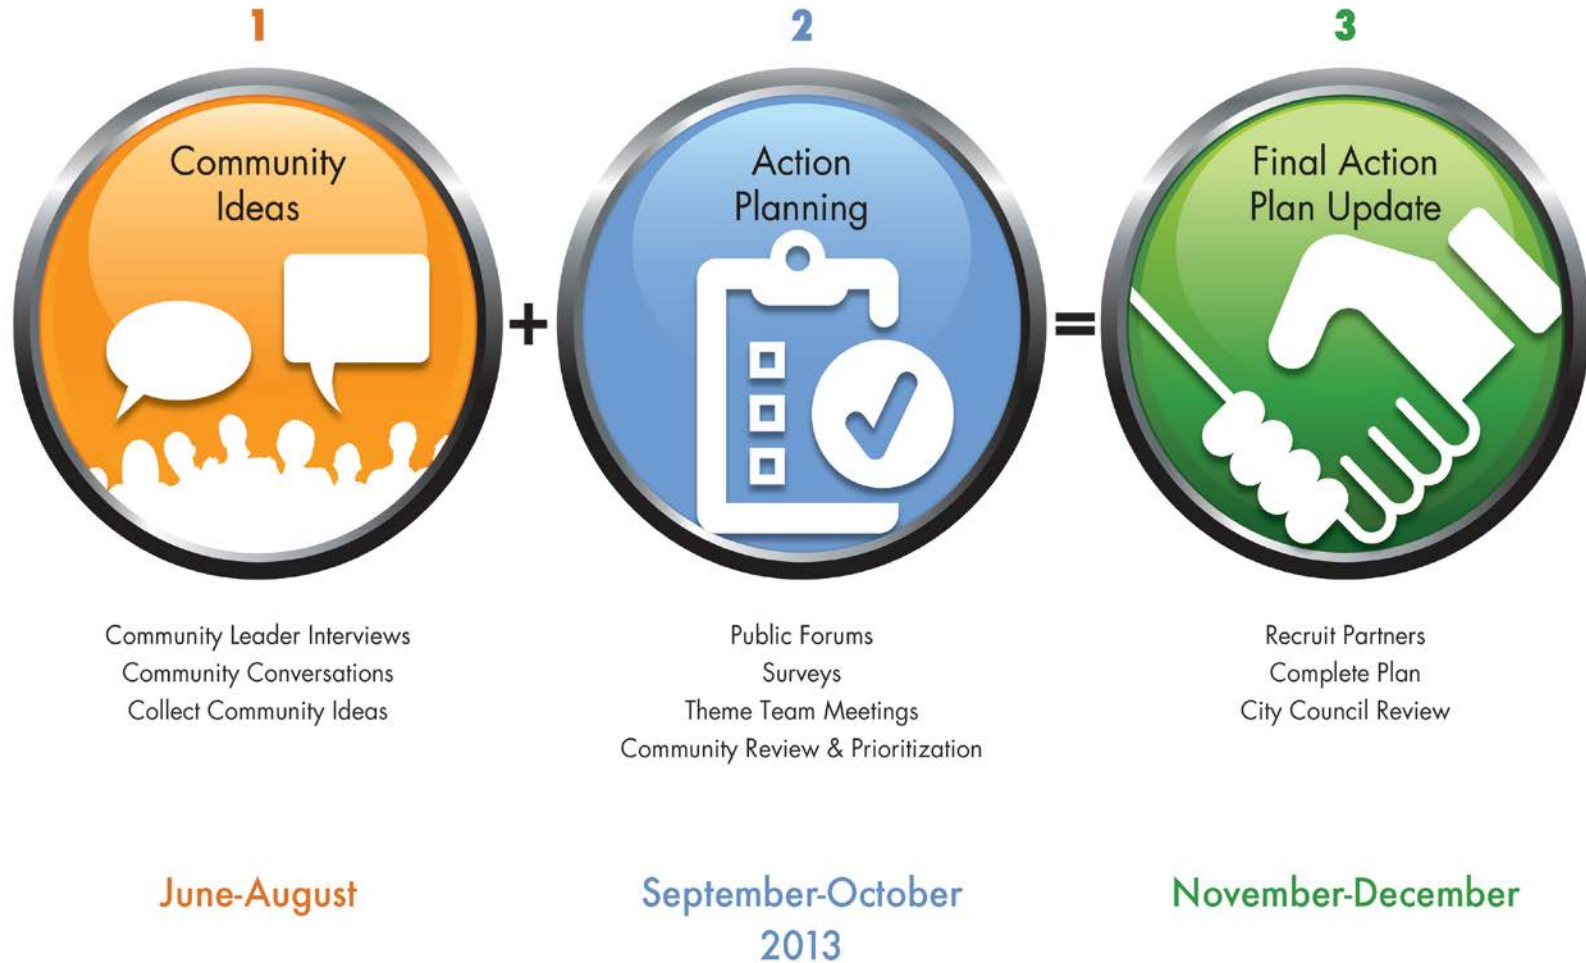 1
Community
Ideas
+
2
Action
Planning
=
3
Final Action
Plan Update
Community Leader Interviews
Community Conversations
Collect Community Ideas
Public Forums
Surveys
Theme Team Meetings
Community Review & Prioritization
Recruit Partners
Complete Plan
City Council Review
June-August
September-October
2013
November-December